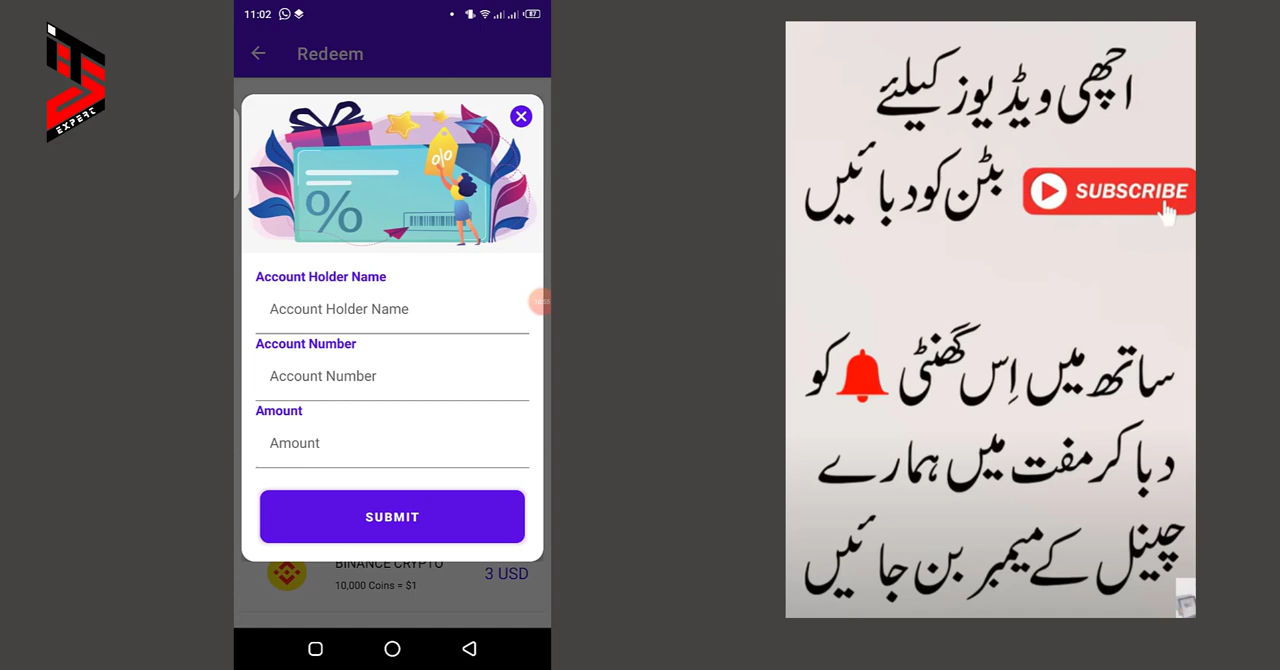 iTS
EXPERT
11:02
87
Redeem
%
%
Account Holder Name
Account Holder Name
Account Number
Account Number
Amount
Amount
SUBMIT
BINANCE CRYPTO
10,000 Coins = $1
3 USD
اچھی ویڈیوز کیلئے
SUBSCRIBE بٹن کو دبائیں
ساتھ میں اِس گھنٹی کو
دبا کر مفت میں ہمارے
چینل کے میمبر بن جائیں